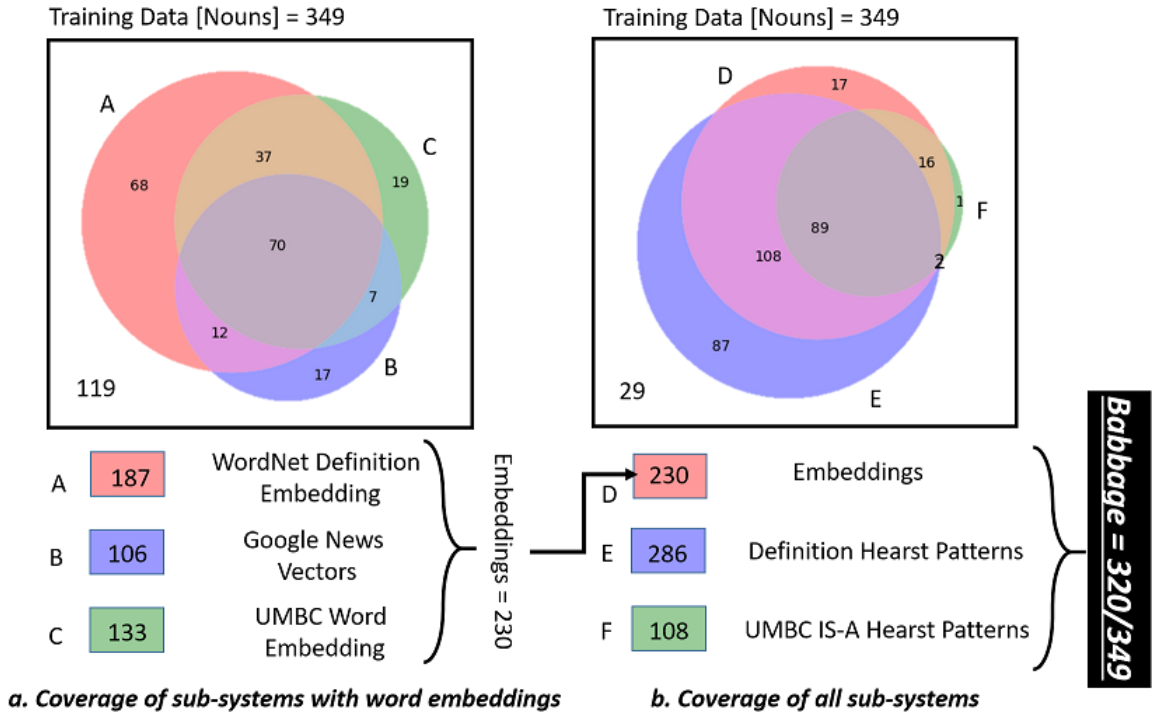 Training Data [Nouns] = 349
A
C
37
68
19
70
7
12
B
17
119
Training Data [Nouns] = 349
D
17
16
1
F
89
108
2
87
29
E
A
187
WordNet Definition
Embedding
B
106
Google News
Vectors
C
133
UMBC Word
Embedding
Embeddings = 230
D
230
Embeddings
E
286
Definition Hearst Patterns
F
108
UMBC IS-A Hearst Patterns
Babbage = 320/349
a. Coverage of sub-systems with word embeddings
b. Coverage of all sub-systems